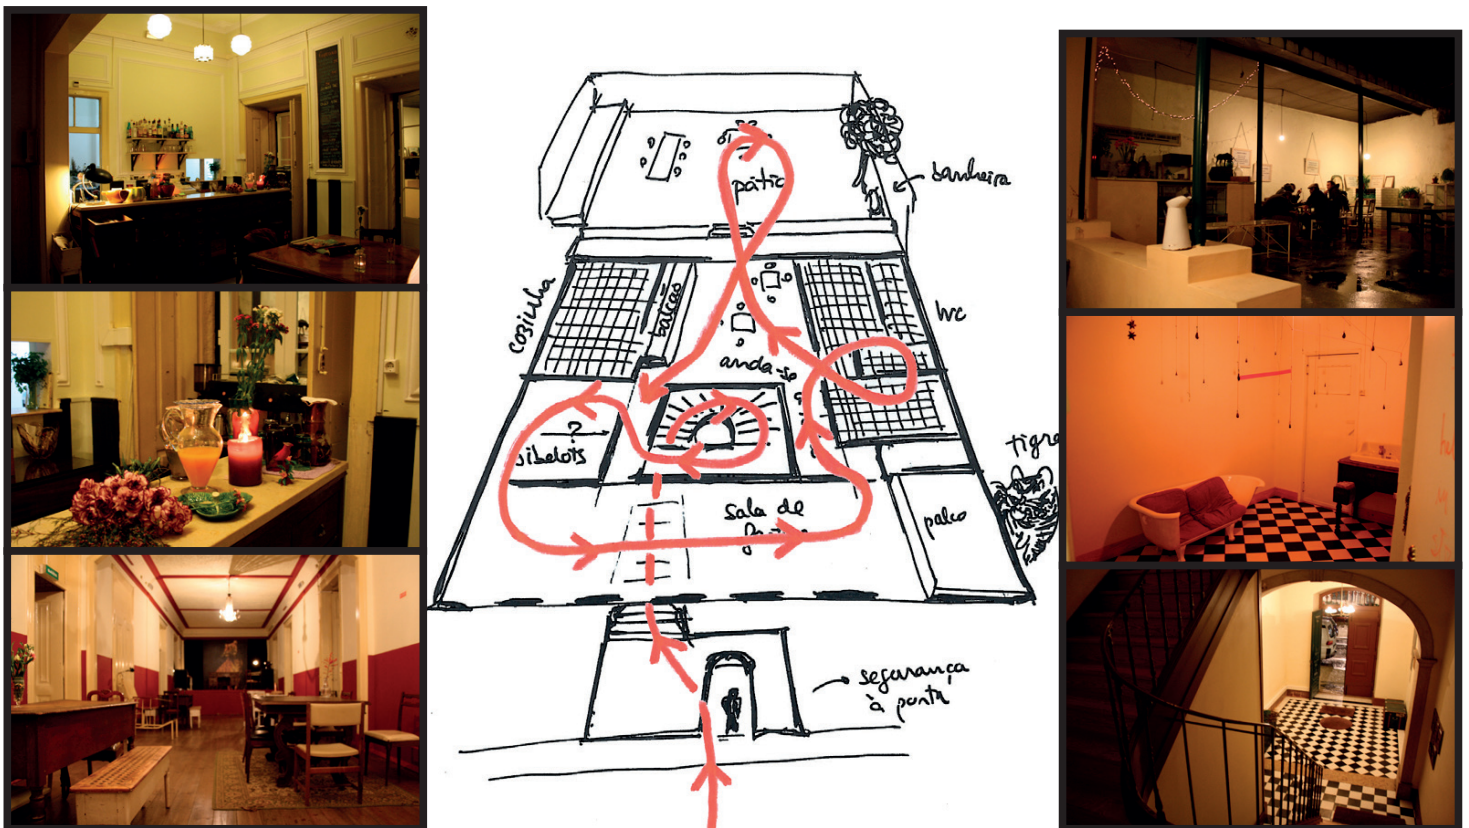 pátio
banheira
cozinha
balcão
wc
anda-se
?
bibelots
tigre
sala de
palco
segurança
à porta